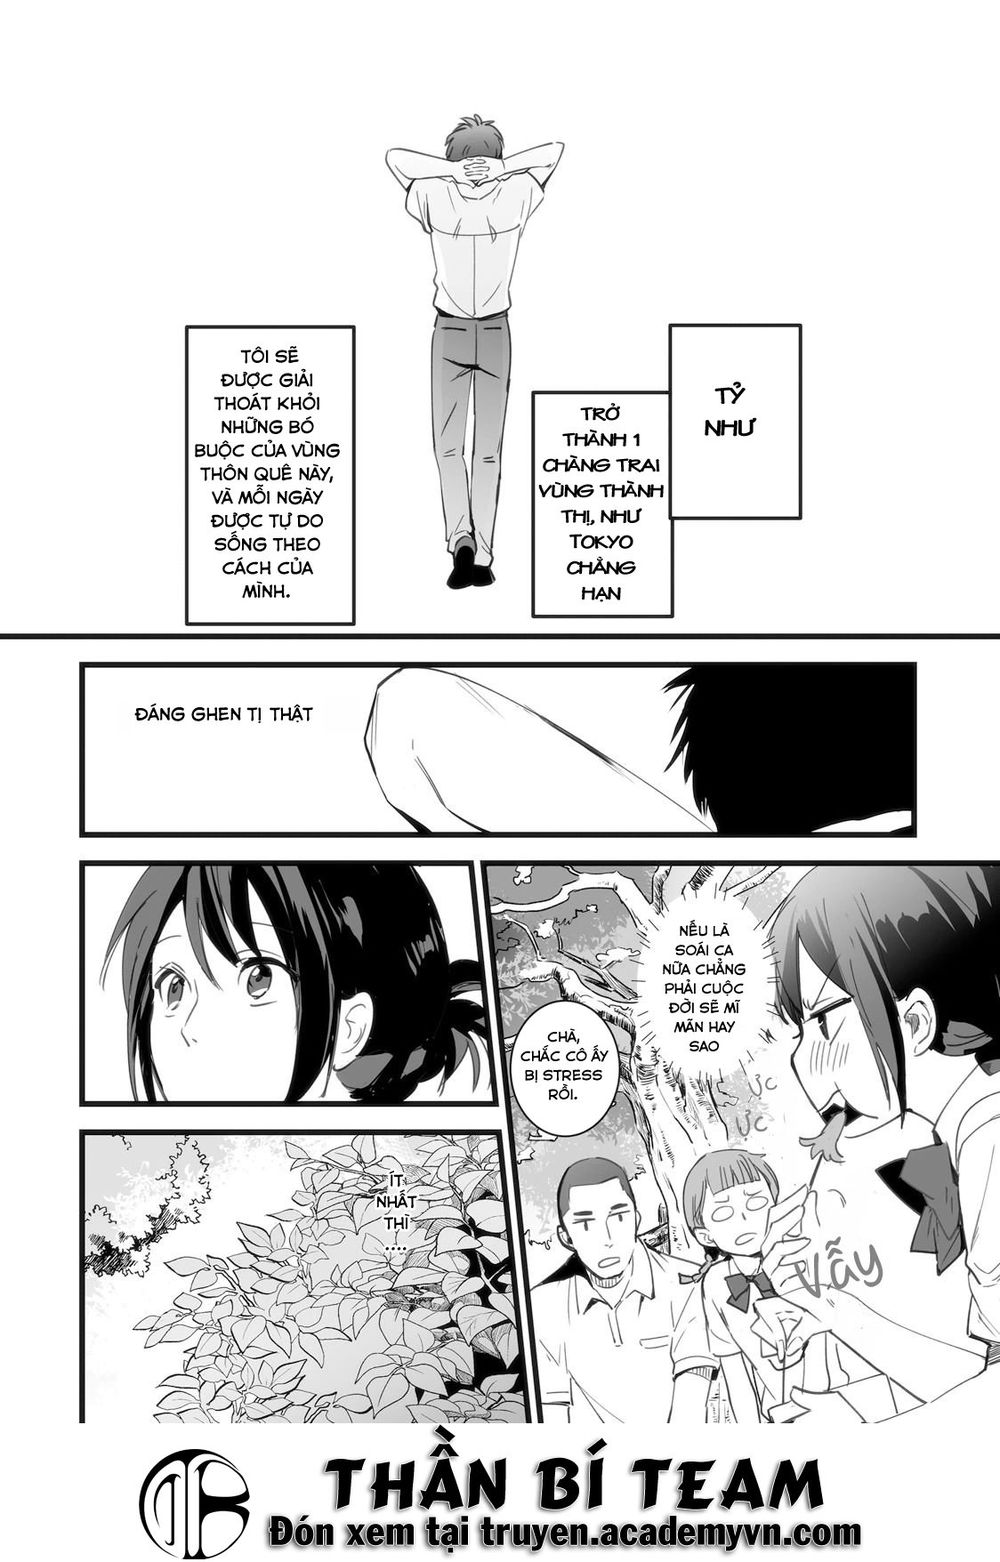 TỶ
NHƯ
TRỞ
THÀNH 1
CHÀNG TRAI
VÙNG THÀNH
THỊ, NHƯ
TOKYO
CHẲNG
HẠN
TÔI SẼ
ĐƯỢC GIẢI
THOÁT KHỎI
NHỮNG BÓ
BUỘC CỦA VÙNG
THÔN QUÊ NÀY,
VÀ MỖI NGÀY
ĐƯỢC TỰ DO
SỐNG THEO
CÁCH CỦA
MÌNH.
ĐÁNG GHEN TỊ THẬT
NẾU LÀ
SOÁI CA
NỮA CHẲNG
PHẢI CUỘC
ĐỜI SẼ MĨ
MÃN HAY
SAO
CHÀ,
CHẮC CÔ ẤY
BỊ STRESS
RỒI.
ỰC
ỰC
ỰC
VẪY
ÍT
NHẤT
THÌ
....
THẦN BÍ TEAM
Đón xem tại truyen.academyvn.com